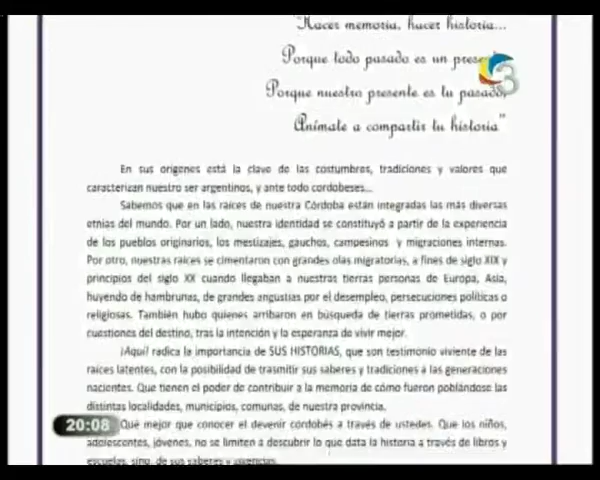 "Hacer memoria, hacer historia...
Porque todo pasado es un
Porque nuestro presente es tu pasado,
Anímate a compartir tu historia"
3
En sus orígenes está la clave de las costumbres, tradiciones y valores que
caracterizan nuestro ser argentinos, y ante todo cordobeses...
Sabemos que en las raíces de nuestra Córdoba están integradas las más diversas
etnias del mundo. Por un lado, nuestra identidad se constituyó a partir de la experiencia
de los pueblos originarios, los mestizajes, gauchos, campesinos y migraciones internas.
Por otro, nuestras raíces se cimentaron con grandes olas migratorias, a fines de siglo XIX y
principios del siglo XX cuando llegaban a nuestras tierras personas de Europa, Asia,
huyendo de hambrunas, de grandes angustias por el desempleo, persecuciones políticas o
religiosas. También hubo quienes arribaron en búsqueda de tierras prometidas, o por
cuestiones del destino, tras la intención y la esperanza de vivir mejor.
¡Aquí! radica la importancia de SUS HISTORIAS, que son testimonio viviente de las
raíces latentes, con la posibilidad de trasmitir sus saberes y tradiciones a las generaciones
nacientes. Que tienen el poder de contribuir a la memoria de cómo fueron poblándose las
distintas localidades, municipios, comunas, de nuestra provincia.
20:08
Qué mejor que conocer el devenir cordobés a través de ustedes. Que los niños,
adolescentes, jóvenes, no se limiten a descubrir lo que data la historia a través de libros y
escuelas, sino, de sus saberes y vivencias.